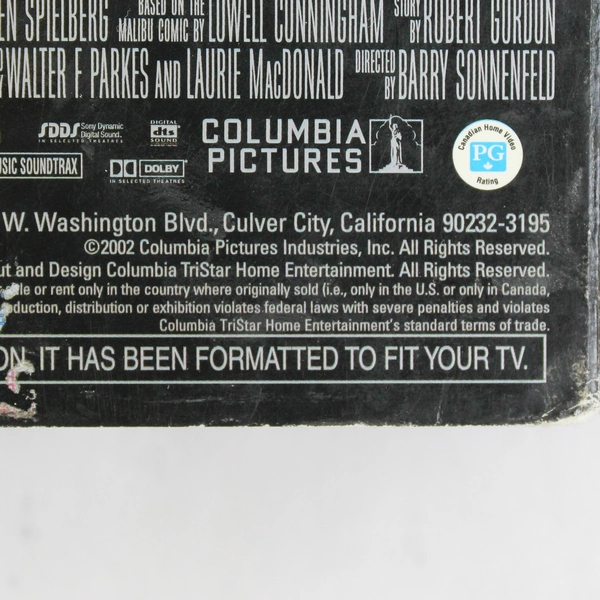 EN SPIELBERG BASED ON THE MALIBU COMIC BY LOWELL CUNNINGHAM STORY BY ROBERT GORDON
WALTER F. PARKES AND LAURIE MACDONALD DIRECTED BY BARRY SONNENFELD
SDDS Sony Dynamic Digital Sound.
IN SELECTED THEATRES
DIGITAL dts SOUND
COLUMBIA PICTURES
Canadian Home Video
PG
Rating
USIC SOUNDTRAX
DOLBY
IN SELECTED THEATRES
W. Washington Blvd., Culver City, California 90232-3195
©2002 Columbia Pictures Industries, Inc. All Rights Reserved.
ut and Design Columbia TriStar Home Entertainment. All Rights Reserved.
sale or rent only in the country where originally sold (i.e., only in the U.S. or only in Canada,
oduction, distribution or exhibition violates federal laws with severe penalties and violates
Columbia TriStar Home Entertainment's standard terms of trade.
ON. IT HAS BEEN FORMATTED TO FIT YOUR TV.